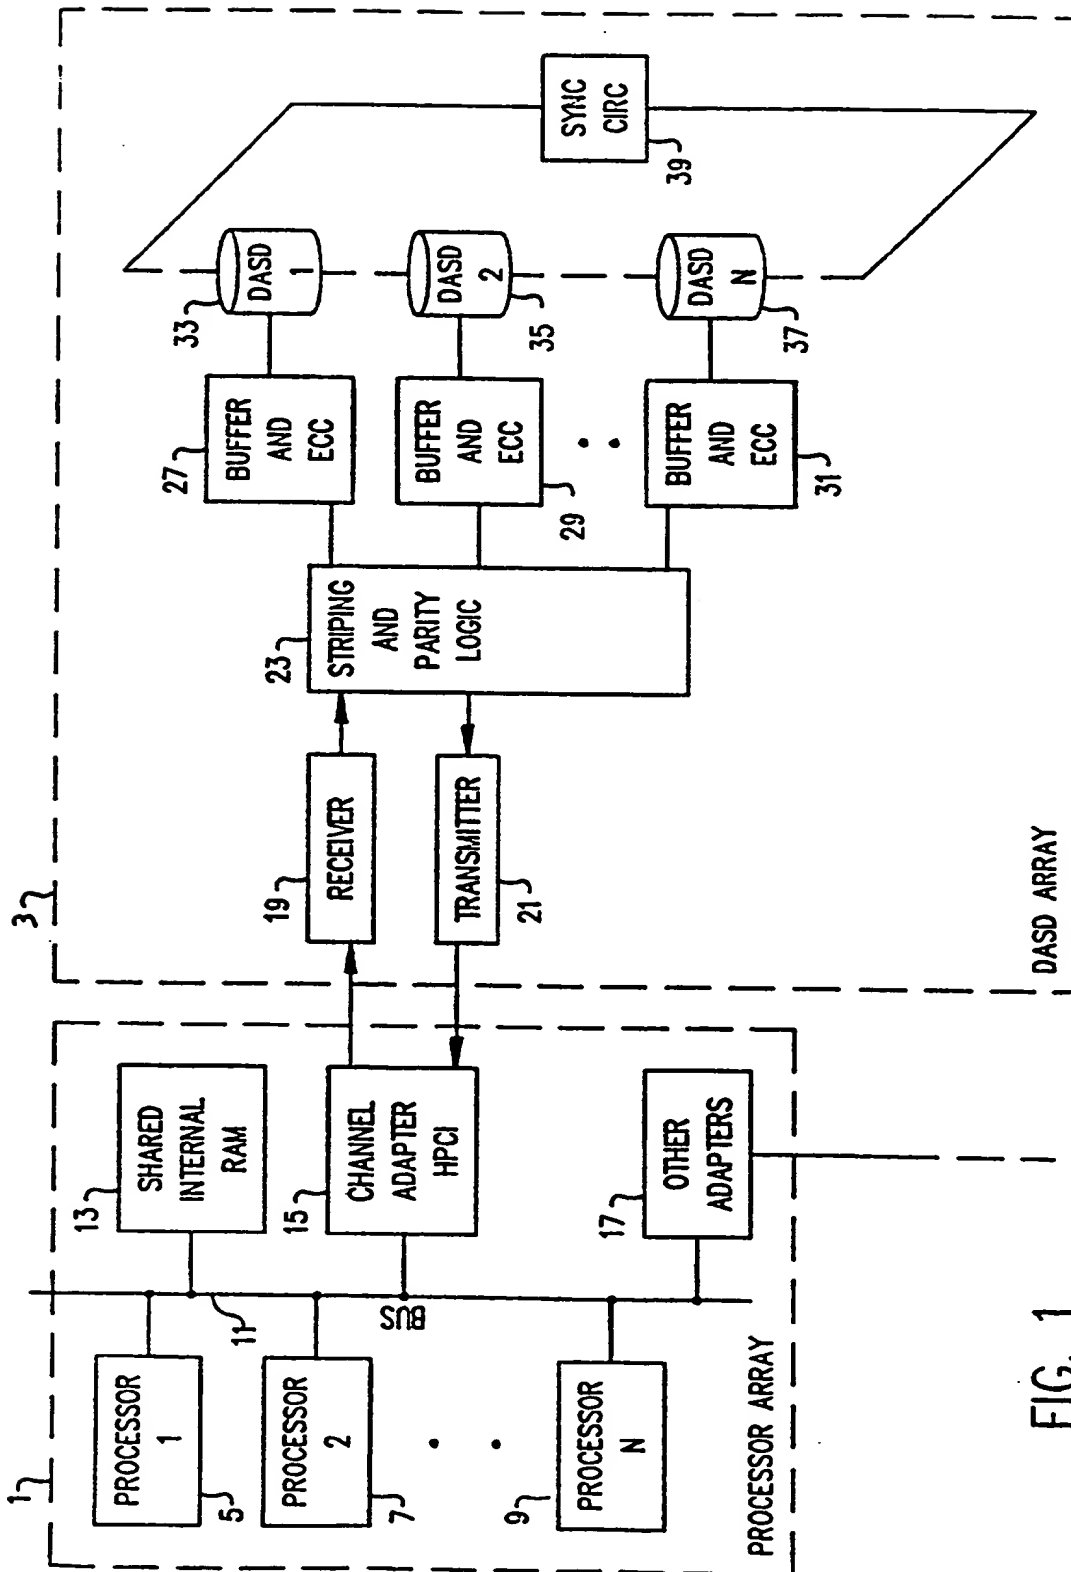 1
PROCESSOR
1
5
PROCESSOR
2
7
PROCESSOR
N
9
PROCESSOR ARRAY
11
BUS
13
SHARED
INTERNAL
RAM
15
CHANNEL
ADAPTER
HPCI
17
OTHER
ADAPTERS
3
19
RECEIVER
TRANSMITTER
21
23
STRIPING
AND
PARITY
LOGIC
27
BUFFER
AND
ECC
BUFFER
AND
ECC
29
BUFFER
AND
ECC
31
33
DASD
1
DASD
2
35
DASD
N
37
SYNC
CIRC
39
DASD ARRAY
FIG. 1